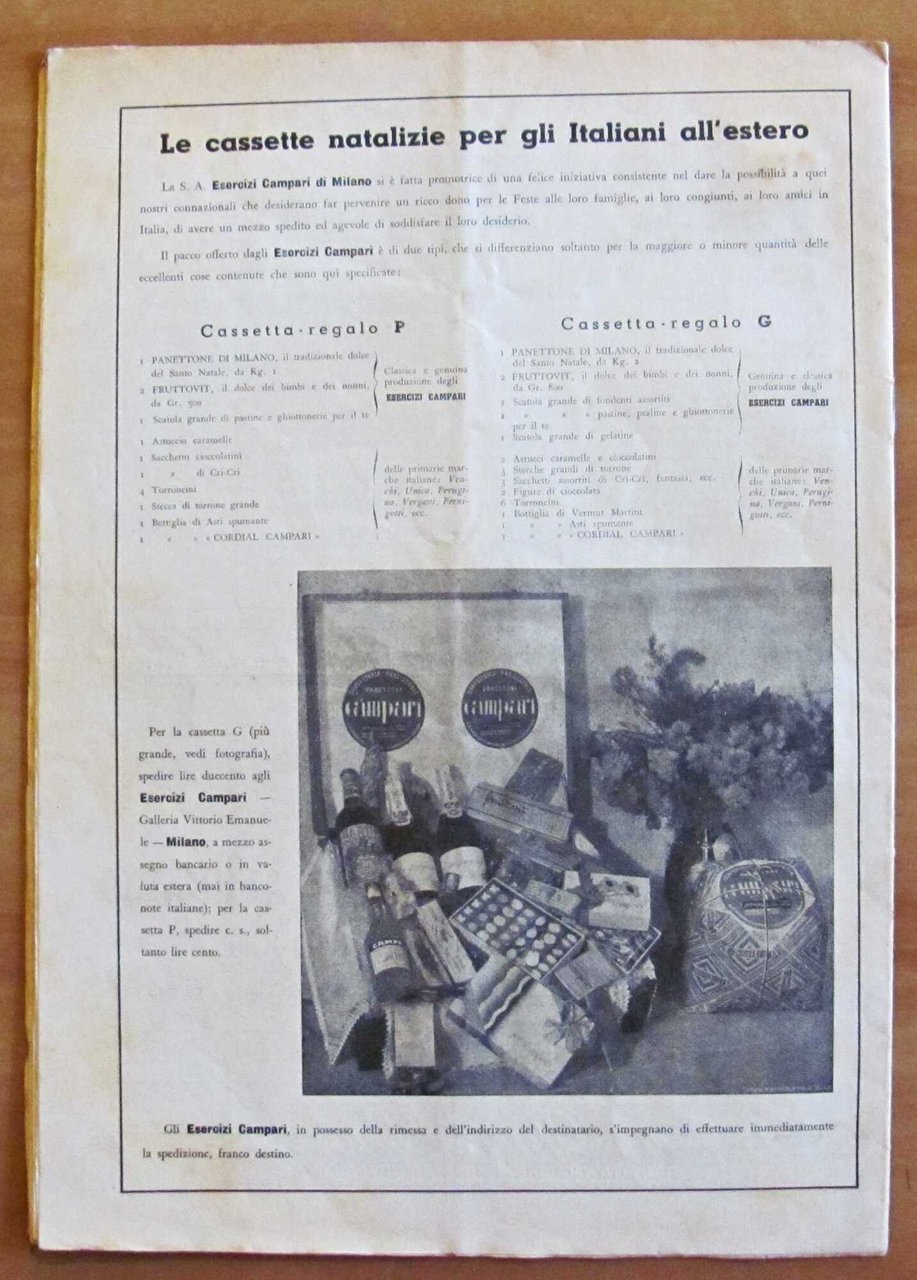 Le cassette natalizie per gli Italiani all'estero
La S. A. Esercizi Campari di Milano si è fatta promotrice di una felice iniziativa consistente nel dare la possibilità a quei
nostri connazionali che desiderano far pervenire un ricco dono per le Feste alle loro famiglie, ai loro congiunti, ai loro amici in
Italia, di avere un mezzo spedito ed agevole di soddisfare il loro desiderio.
Il pacco offerto dagli Esercizi Campari è di due tipi, che si differenziano soltanto per la maggiore o minore quantità delle
eccellenti cose contenute che sono qui specificate:
Cassetta-regalo P
1 PANETTONE DI MILANO, il tradizionale dolce
del Santo Natale, da Kg. 1
2 FRUTTOVIT, il dolce dei bimbi e dei nonni,
da Gr. 500
1 Scatola grande di pastine e ghiottonerie per il te
Classica e genuina
produzione degli
ESERCIZI CAMPARI
1 Astuccio caramelle
1 Sacchetto cioccolatini
1 » di Cri-Cri
4 Torroncini
1 Stecca di torrone grande
1 Bottiglia di Asti spumante
1 » » « CORDIAL CAMPARI »
delle primarie mar-
che italiane: Ven-
chi, Unica, Perugi-
na, Vergani, Perni-
gotti, ecc.
Cassetta-regalo G
1 PANETTONE DI MILANO, il tradizionale dolce
del Santo Natale, da Kg. 2
2 FRUTTOVIT, il dolce dei bimbi e dei nonni,
da Gr. 800
1 Scatola grande di fondenti assortiti
1 » » » pastine, praline e ghiottonerie
per il te
1 Scatola grande di gelatine
Genuina e classica
produzione degli
ESERCIZI CAMPARI
2 Astucci caramelle e cioccolatini
3 Stecche grandi di torrone
3 Sacchetti assortiti di Cri-Cri, fantasia, ecc.
2 Figure di cioccolata
6 Torroncini
1 Bottiglia di Vermut Martini
1 » » Asti spumante
1 » » « CORDIAL CAMPARI »
delle primarie mar-
che italiane: Ven-
chi, Unica, Perugi-
na, Vergani, Perni-
gotti, ecc.
PANETTONI
campari
PANETTONI
campari
Per la cassetta G (più
grande, vedi fotografia),
spedire lire duecento agli
Esercizi Campari —
Galleria Vittorio Emanue-
le — Milano, a mezzo as-
segno bancario o in va-
luta estera (mai in banco-
note italiane); per la cas-
setta P, spedire c. s., sol-
tanto lire cento.
Gli Esercizi Campari, in possesso della rimessa e dell'indirizzo del destinatario, s'impegnano di effettuare immediatamente
la spedizione, franco destino.